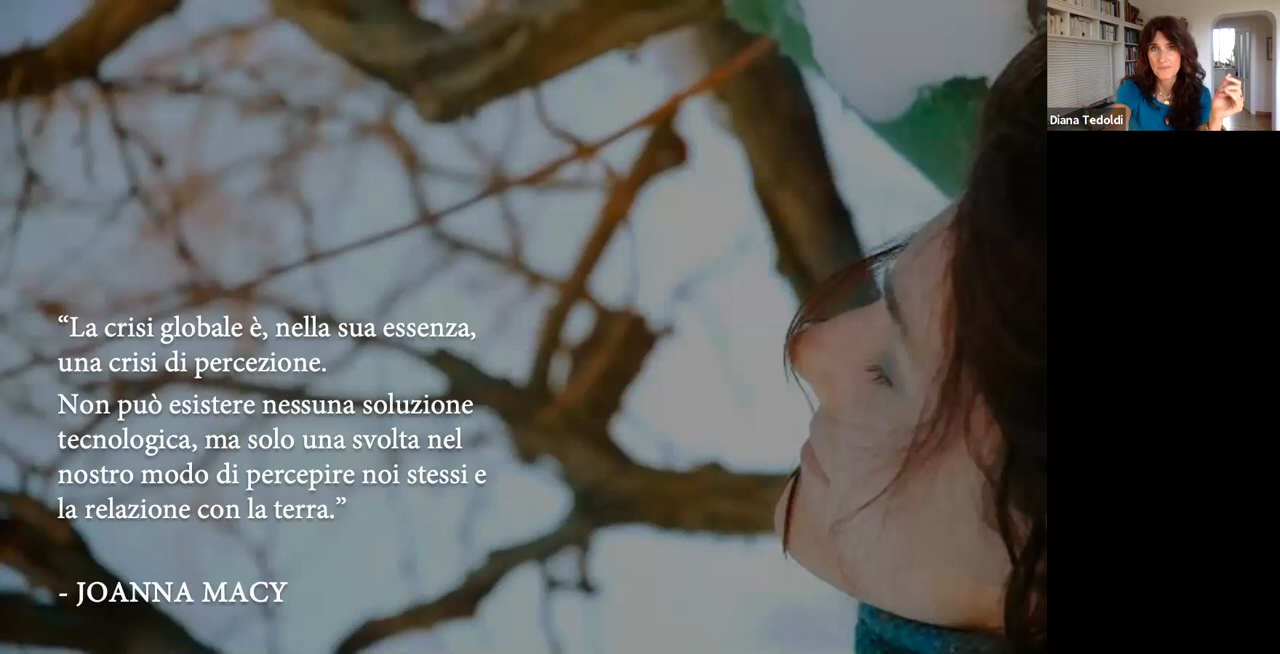 “La crisi globale è, nella sua essenza,
una crisi di percezione.
Non può esistere nessuna soluzione
tecnologica, ma solo una svolta nel
nostro modo di percepire noi stessi e
la relazione con la terra.”
- JOANNA MACY
Diana Tedoldi